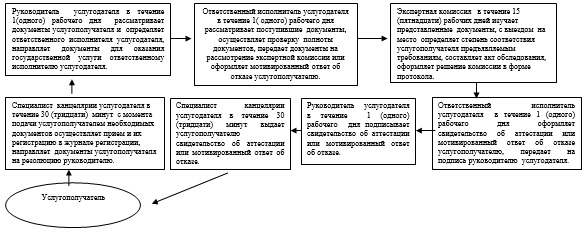 Руководитель услугодателя в течение
1(одного) рабочего дня рассматривает
документы услугополучателя и определяет
ответственного исполнителя услугодателя,
направляет документы для оказания
государственной услуги ответственному
исполнителю услугодателя.
Ответственный исполнитель услугодателя
в течение 1( одного) рабочего дня
рассматривает поступившие документы,
осуществляет проверку полноты
документов, передает документы на
рассмотрение экспертной комиссии или
оформляет мотивированный ответ об
отказе услугополучателю.
Экспертная комиссия в течение 15
(пятнадцати) рабочих дней изучает
представленные документы, с выездом на
место определяет степень соответствия
услугополучателя предъявляемым
требованиям, составляет акт обследования,
оформляет решение комиссии в форме
протокола.
Специалист канцелярии услугодателя в
течение 30 (тридцати) минут с момента
подачи услугополучателем необходимых
документов осуществляет прием и их
регистрацию в журнале регистрации,
направляет документы услугополучателя
на резолюцию руководителю.
Специалист канцелярии
услугодателя в течение 30
(тридцати) минут выдает
услугополучателю
свидетельство об аттестации
или мотивированный ответ об
отказе.
Руководитель услугодателя
в течение 1 (одного)
рабочего дня подписывает
свидетельство об аттестации
или мотивированный ответ
об отказе.
Ответственный исполнитель
услугодателя в течение 1 (одного)
рабочего дня оформляет
свидетельство об аттестации или
мотивированный ответ об отказе
услугополучателю, передает на
подпись руководителю услугодателя.
Услугополучатель